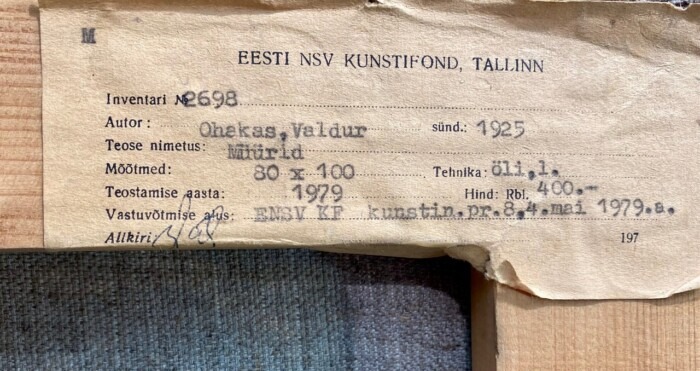 M
EESTI NSV KUNSTIFOND, TALLINN
Inventari № 2698
Autor: Ohakas, Valdur sünd.: 1925
Teose nimetus: Müürid
Mõõtmed: 80 x 100 Tehnika: õli, l.
Teostamise aasta: 1979 Hind: Rbl. 400.-
Vastuvõtmise alus: ENSV KF kunstin.pr.8,4.mai 1979.a.
Allkiri 197